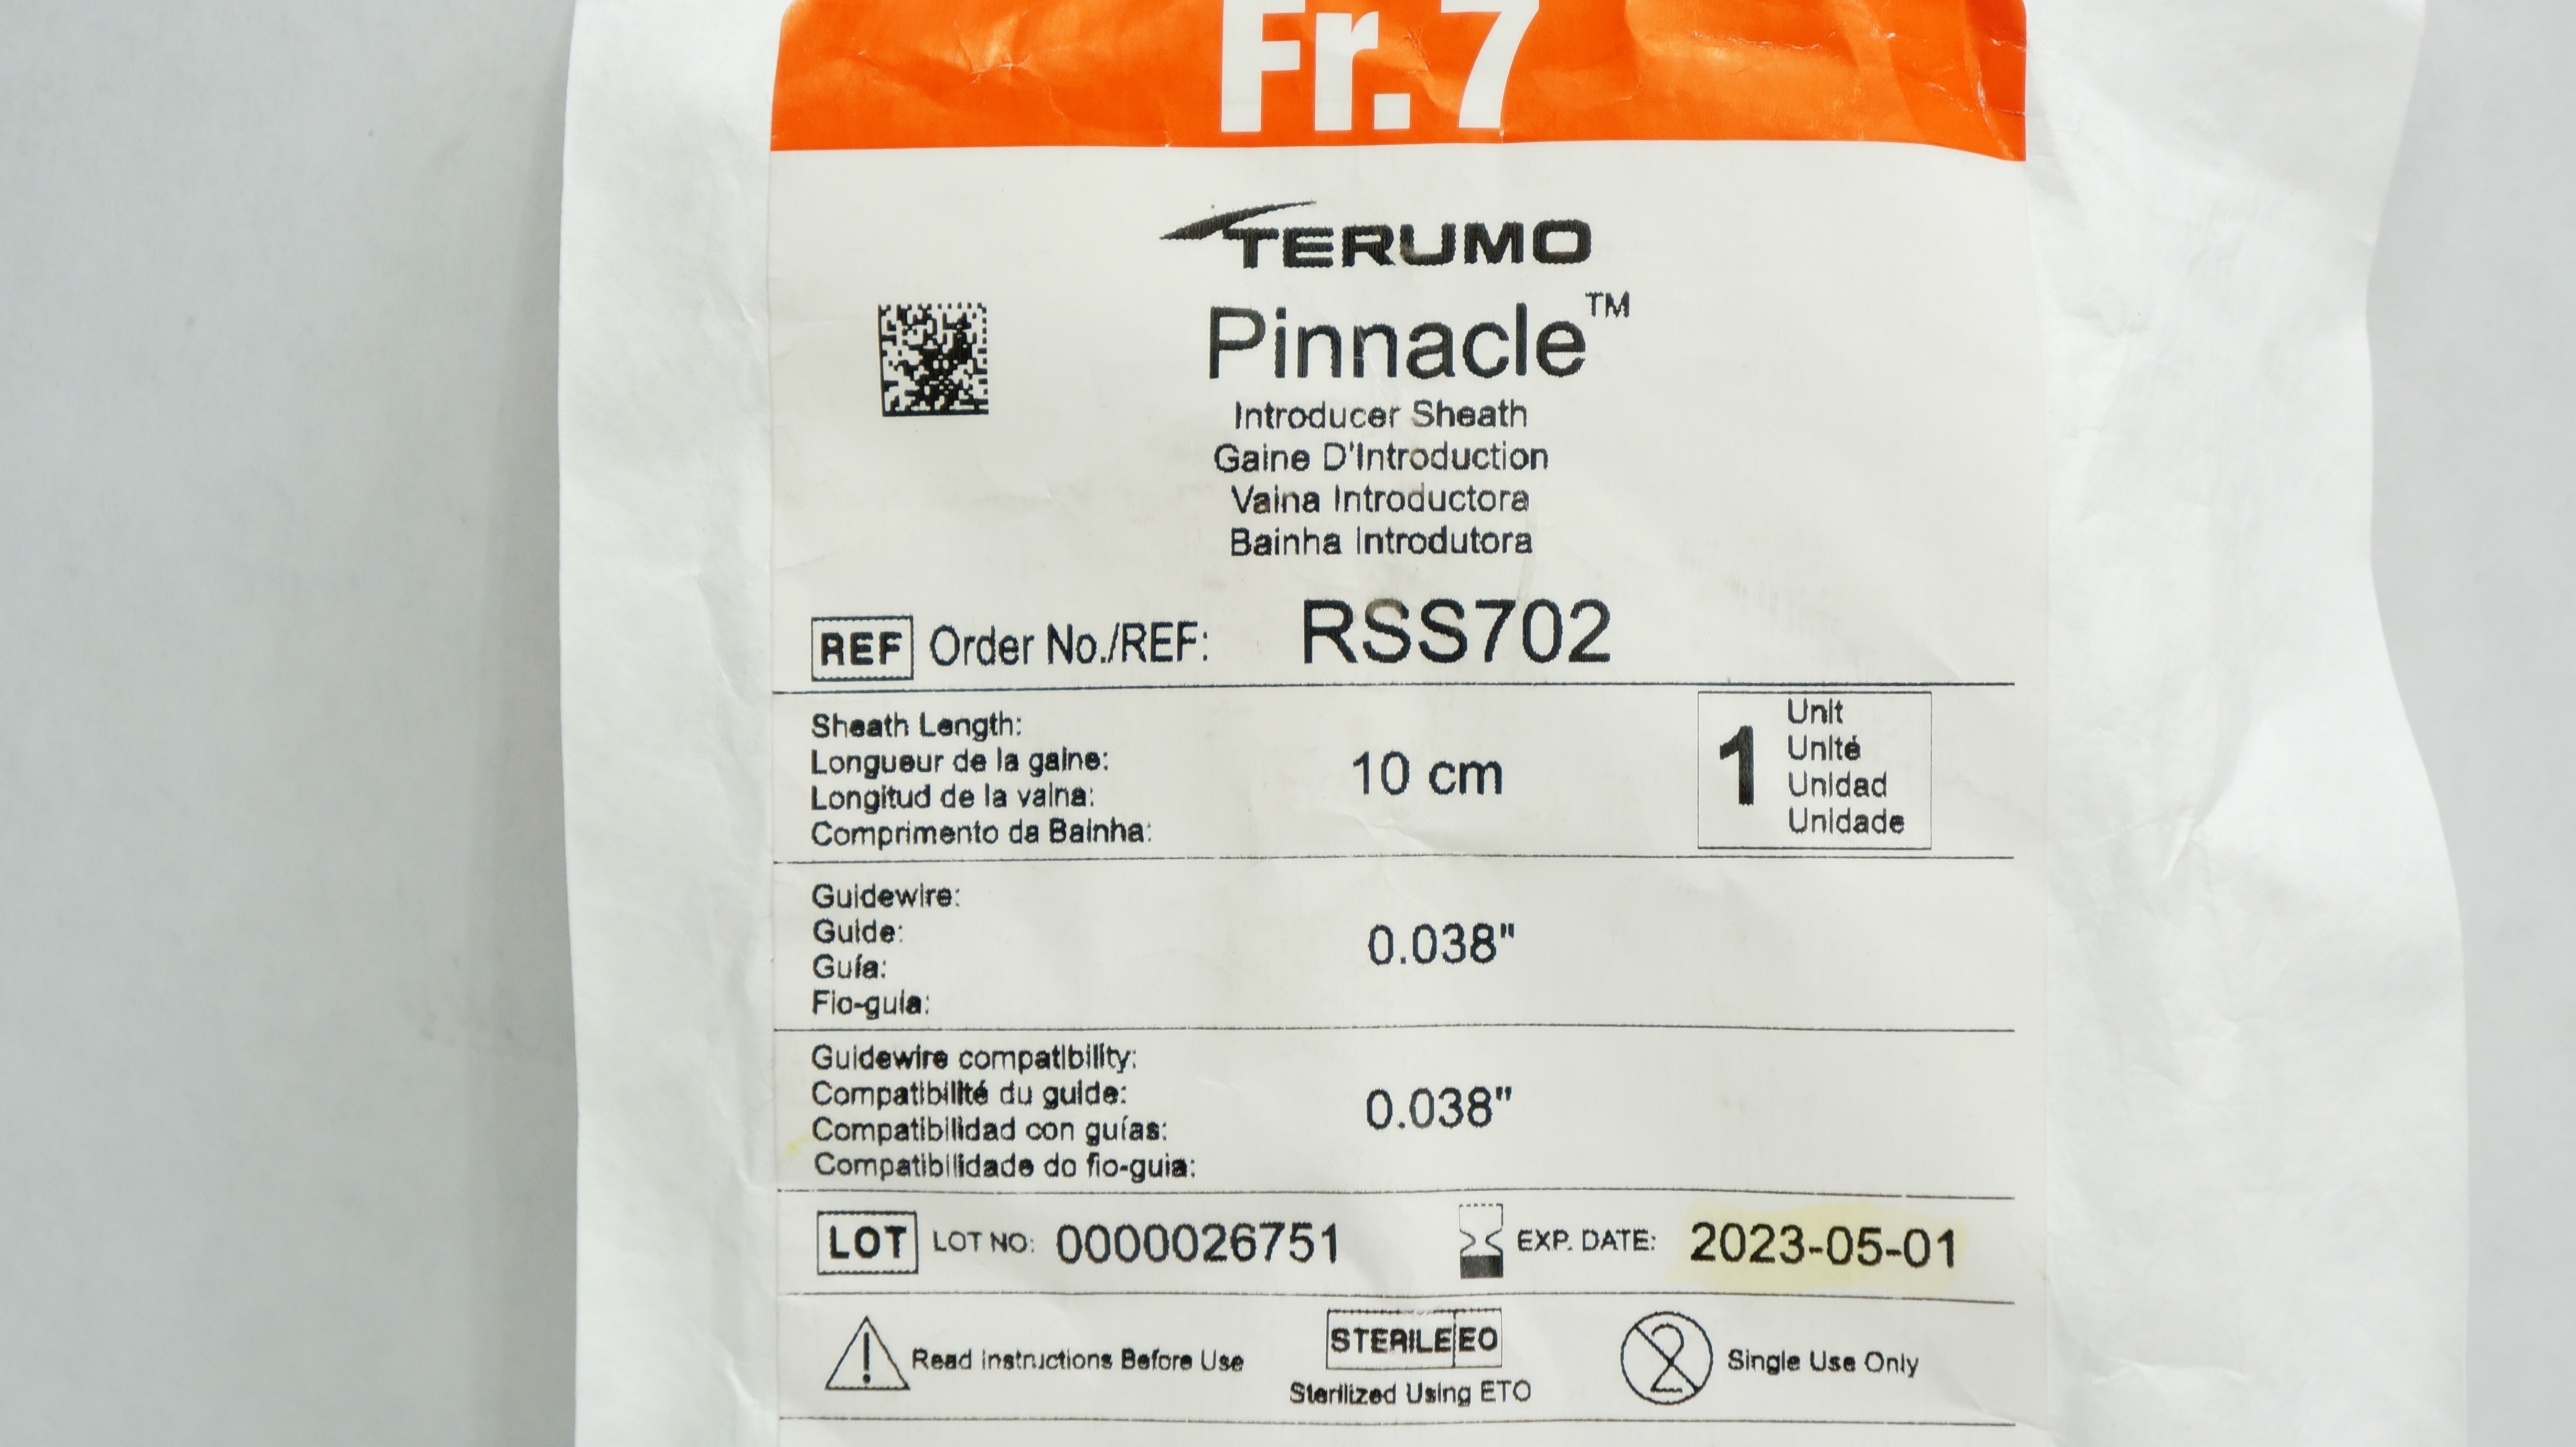 Fr.7
TERUMO
Pinnacle™
Introducer Sheath
Gaine D'Introduction
Vaina Introductora
Bainha Introdutora
REF Order No./REF: RSS702
Sheath Length:
Longueur de la gaine:
Longitud de la vaina:
Comprimento da Bainha:
10 cm
1
Unit
Unité
Unidad
Unidade
Guidewire:
Guide:
Guía:
Fio-guia:
0.038"
Guidewire compatibility:
Compatibilité du guide:
Compatibilidad con guías:
Compatibilidade do fio-guia:
0.038"
LOT LOT NO: 0000026751 EXP. DATE: 2023-05-01
Read Instructions Before Use
STERILE EO
Sterilized Using ETO
2 Single Use Only